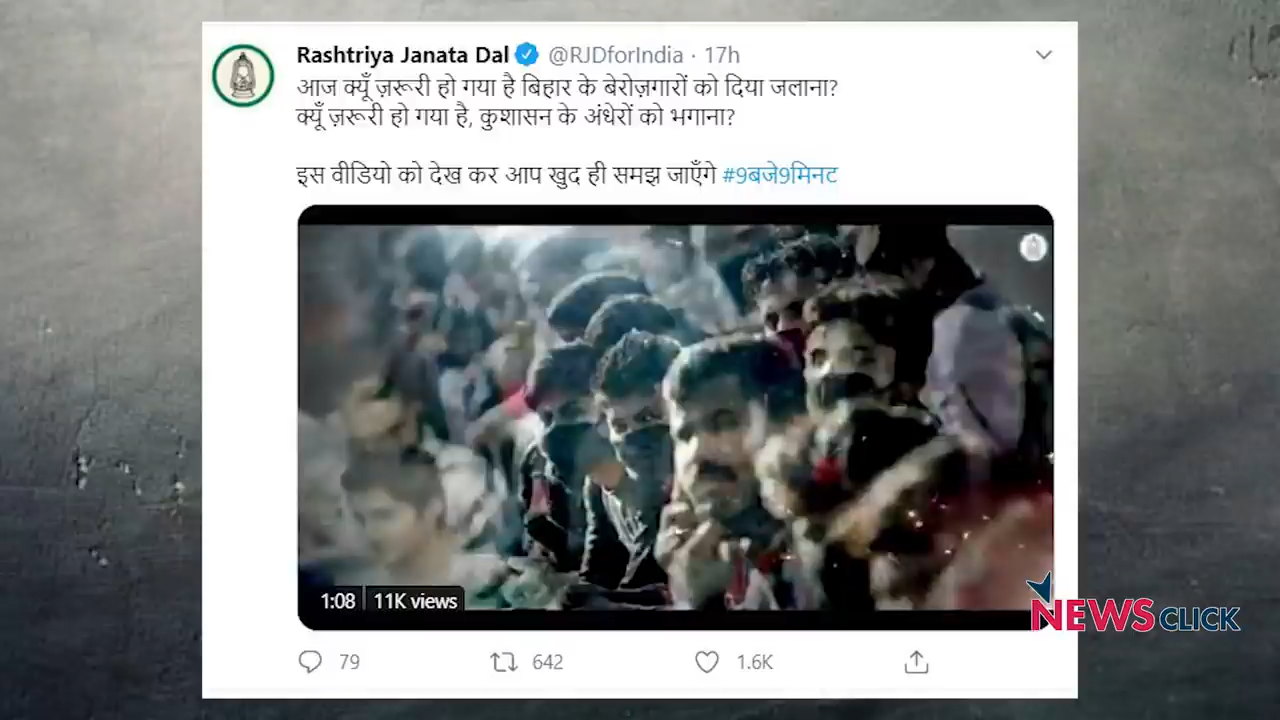 Rashtriya Janata Dal @RJDforIndia · 17h
आज क्यूँ ज़रूरी हो गया है बिहार के बेरोज़गारों को दिया जलाना?
क्यूँ ज़रूरी हो गया है, कुशासन के अंधेरों को भगाना?
इस वीडियो को देख कर आप खुद ही समझ जाएँगे #9बजे9मिनट
1:08 11K views
NEWSCLICK
79 642 1.6K